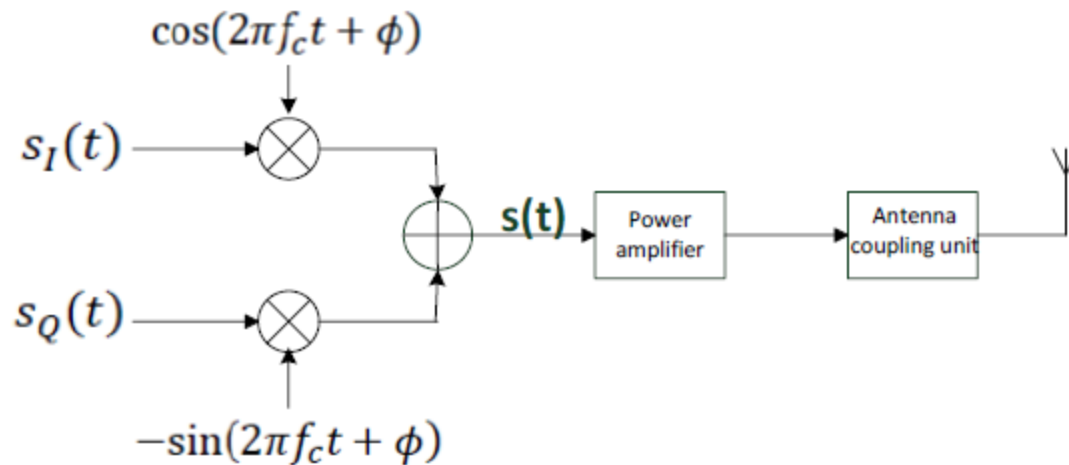 cos(2πf_c t + ϕ)
s_I(t)
s(t)
Power
amplifier
Antenna
coupling unit
s_Q(t)
−sin(2πf_c t + ϕ)